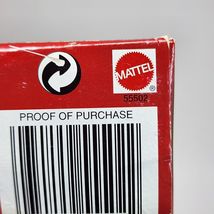 MATTEL
55502
PROOF OF PURCHASE